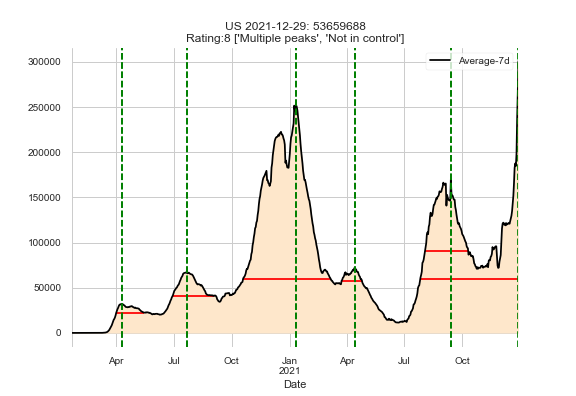 US 2021-12-29: 53659688
Rating:8 ['Multiple peaks', 'Not in control']
Average-7d
300000
250000
200000
150000
100000
50000
0
Apr Jul Oct Jan Apr Jul Oct
2021
Date